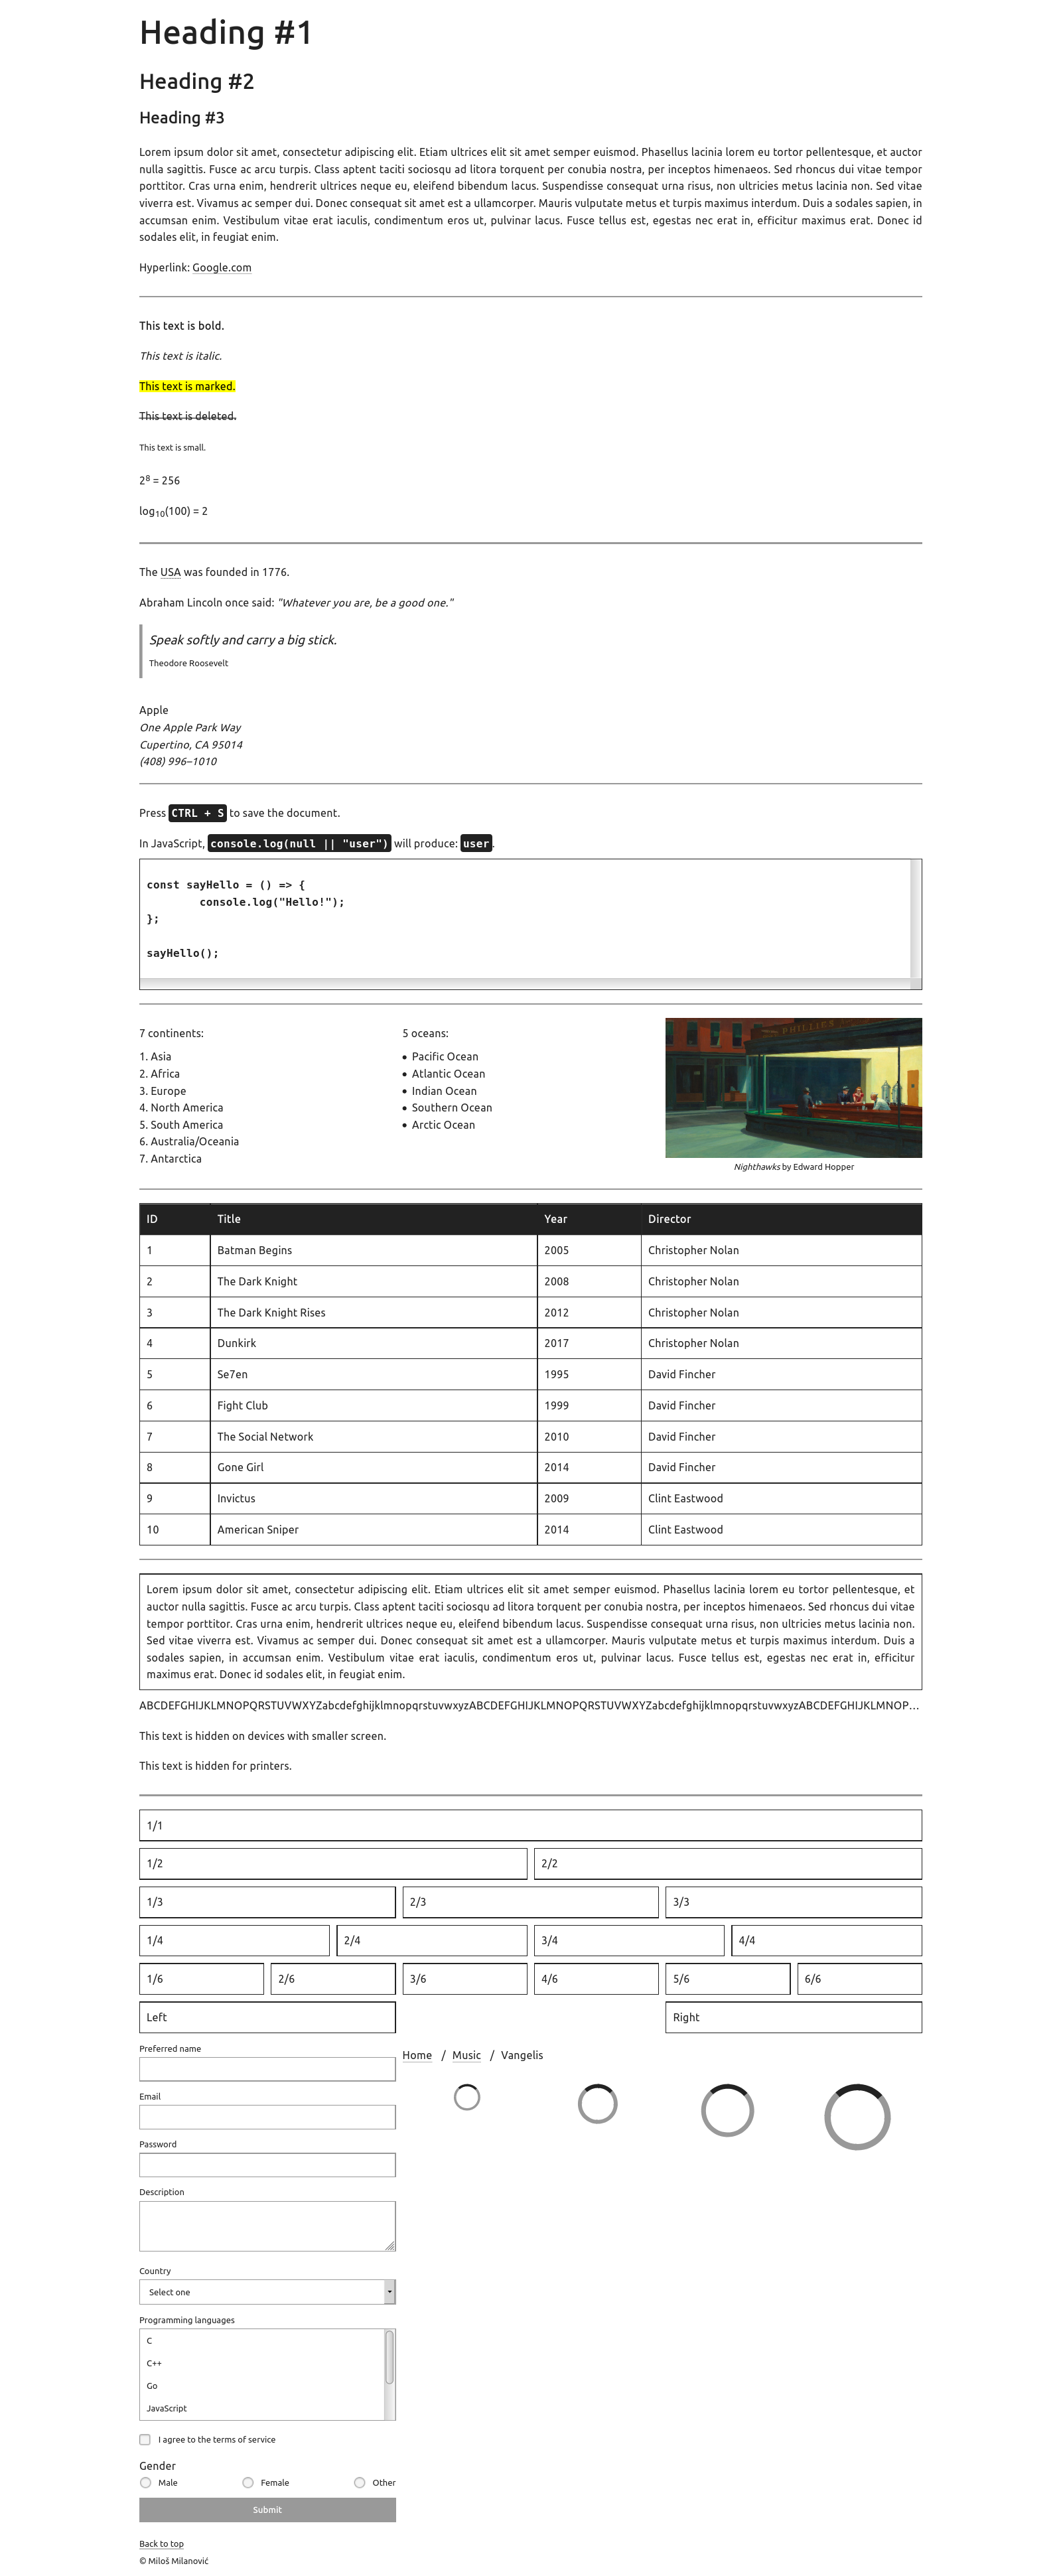 Heading #1
Heading #2
Heading #3
Lorem ipsum dolor sit amet, consectetur adipiscing elit. Etiam ultrices elit sit amet semper euismod. Phasellus lacinia lorem eu tortor pellentesque, et auctor
nulla sagittis. Fusce ac arcu turpis. Class aptent taciti sociosqu ad litora torquent per conubia nostra, per inceptos himenaeos. Sed rhoncus dui vitae tempor
porttitor. Cras urna enim, hendrerit ultrices neque eu, eleifend bibendum lacus. Suspendisse consequat urna risus, non ultricies metus lacinia non. Sed vitae
viverra est. Vivamus ac semper dui. Donec consequat sit amet est a ullamcorper. Mauris vulputate metus et turpis maximus interdum. Duis a sodales sapien, in
accumsan enim. Vestibulum vitae erat iaculis, condimentum eros ut, pulvinar lacus. Fusce tellus est, egestas nec erat in, efficitur maximus erat. Donec id
sodales elit, in feugiat enim.
Hyperlink: Google.com
This text is bold.
This text is italic.
This text is marked.
This text is deleted.
This text is small.
2⁸ = 256
log₁₀(100) = 2
The USA was founded in 1776.
Abraham Lincoln once said: "Whatever you are, be a good one."
Speak softly and carry a big stick.
Theodore Roosevelt
Apple
One Apple Park Way
Cupertino, CA 95014
(408) 996–1010
Press CTRL + S to save the document.
In JavaScript, console.log(null || "user") will produce: user.
const sayHello = () => {
        console.log("Hello!");
};
sayHello();
7 continents:
1. Asia
2. Africa
3. Europe
4. North America
5. South America
6. Australia/Oceania
7. Antarctica
5 oceans:
• Pacific Ocean
• Atlantic Ocean
• Indian Ocean
• Southern Ocean
• Arctic Ocean
PHILLIES
Nighthawks by Edward Hopper
ID Title Year Director
1 Batman Begins 2005 Christopher Nolan
2 The Dark Knight 2008 Christopher Nolan
3 The Dark Knight Rises 2012 Christopher Nolan
4 Dunkirk 2017 Christopher Nolan
5 Se7en 1995 David Fincher
6 Fight Club 1999 David Fincher
7 The Social Network 2010 David Fincher
8 Gone Girl 2014 David Fincher
9 Invictus 2009 Clint Eastwood
10 American Sniper 2014 Clint Eastwood
Lorem ipsum dolor sit amet, consectetur adipiscing elit. Etiam ultrices elit sit amet semper euismod. Phasellus lacinia lorem eu tortor pellentesque, et
auctor nulla sagittis. Fusce ac arcu turpis. Class aptent taciti sociosqu ad litora torquent per conubia nostra, per inceptos himenaeos. Sed rhoncus dui vitae
tempor porttitor. Cras urna enim, hendrerit ultrices neque eu, eleifend bibendum lacus. Suspendisse consequat urna risus, non ultricies metus lacinia non.
Sed vitae viverra est. Vivamus ac semper dui. Donec consequat sit amet est a ullamcorper. Mauris vulputate metus et turpis maximus interdum. Duis a
sodales sapien, in accumsan enim. Vestibulum vitae erat iaculis, condimentum eros ut, pulvinar lacus. Fusce tellus est, egestas nec erat in, efficitur
maximus erat. Donec id sodales elit, in feugiat enim.
ABCDEFGHIJKLMNOPQRSTUVWXYZabcdefghijklmnopqrstuvwxyzABCDEFGHIJKLMNOPQRSTUVWXYZabcdefghijklmnopqrstuvwxyzABCDEFGHIJKLMNOP…
This text is hidden on devices with smaller screen.
This text is hidden for printers.
1/1
1/2 2/2
1/3 2/3 3/3
1/4 2/4 3/4 4/4
1/6 2/6 3/6 4/6 5/6 6/6
Left Right
Preferred name
Email
Password
Description
Country
Select one
Programming languages
C
C++
Go
JavaScript
I agree to the terms of service
Gender
Male Female Other
Submit
Home / Music / Vangelis
Back to top
© Miloš Milanović